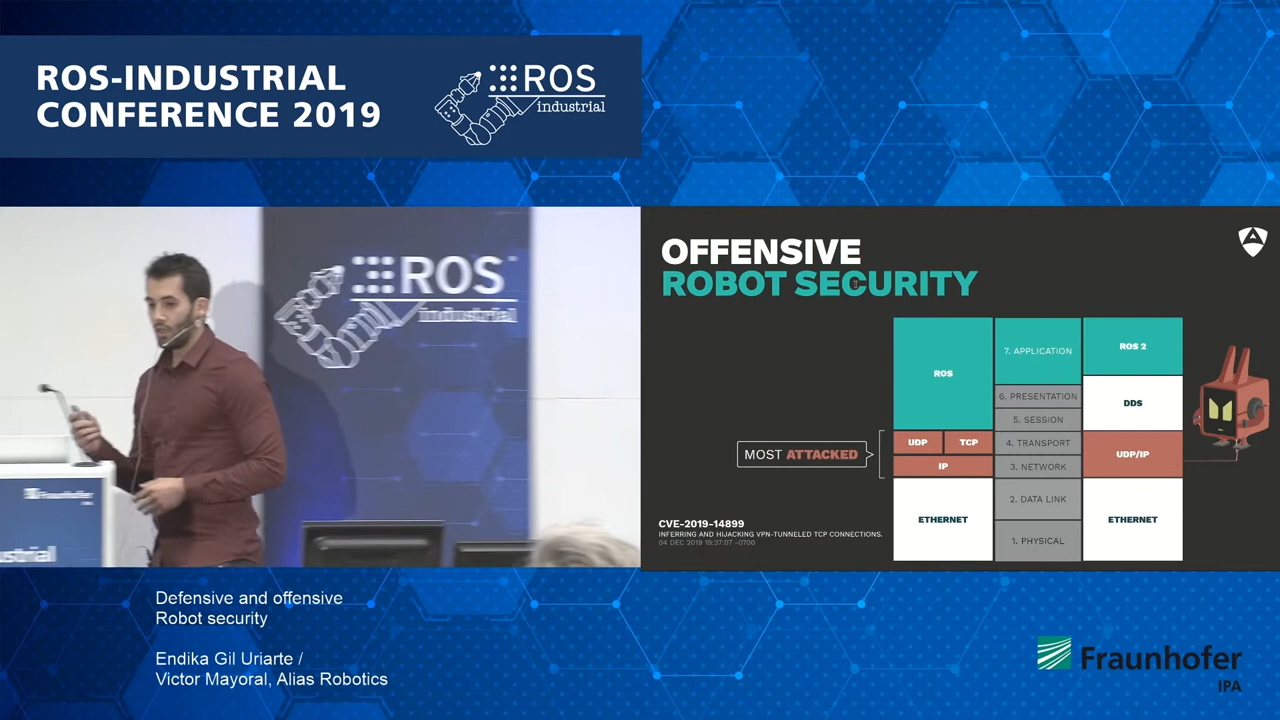 ROS-INDUSTRIAL
CONFERENCE 2019
ROS
industrial
ROS
industrial
Fraunhofer
IPA
strial
OFFENSIVE
ROBOT SECURITY
ROS
7. APPLICATION
ROS 2
6. PRESENTATION
DDS
5. SESSION
UDP
TCP
4. TRANSPORT
MOST ATTACKED
UDP/IP
IP
3. NETWORK
2. DATA LINK
ETHERNET
ETHERNET
1. PHYSICAL
CVE-2019-14899
INFERRING AND HIJACKING VPN-TUNNELED TCP CONNECTIONS.
04 DEC 2019 19:37:07 -0700
Defensive and offensive
Robot security
Endika Gil Uriarte /
Victor Mayoral, Alias Robotics
Fraunhofer
IPA